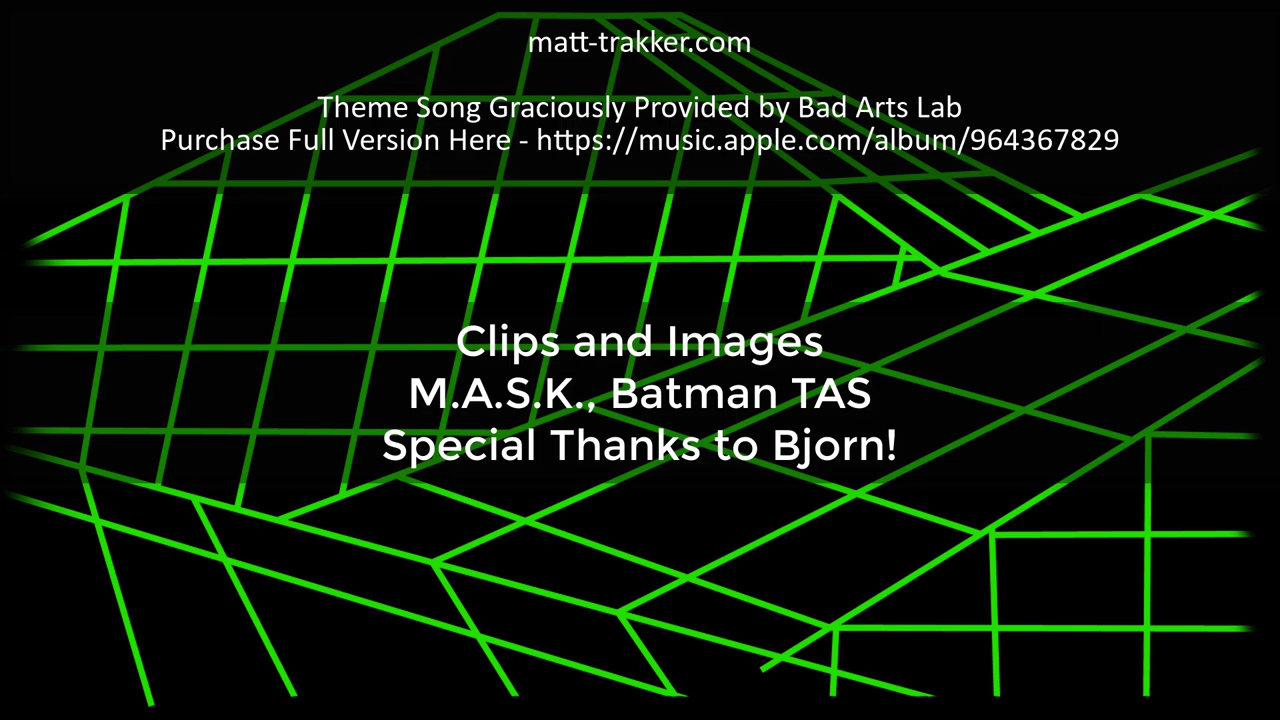 matt-trakker.com
Theme Song Graciously Provided by Bad Arts Lab
Purchase Full Version Here - https://music.apple.com/album/964367829
Clips and Images
M.A.S.K., Batman TAS
Special Thanks to Bjorn!